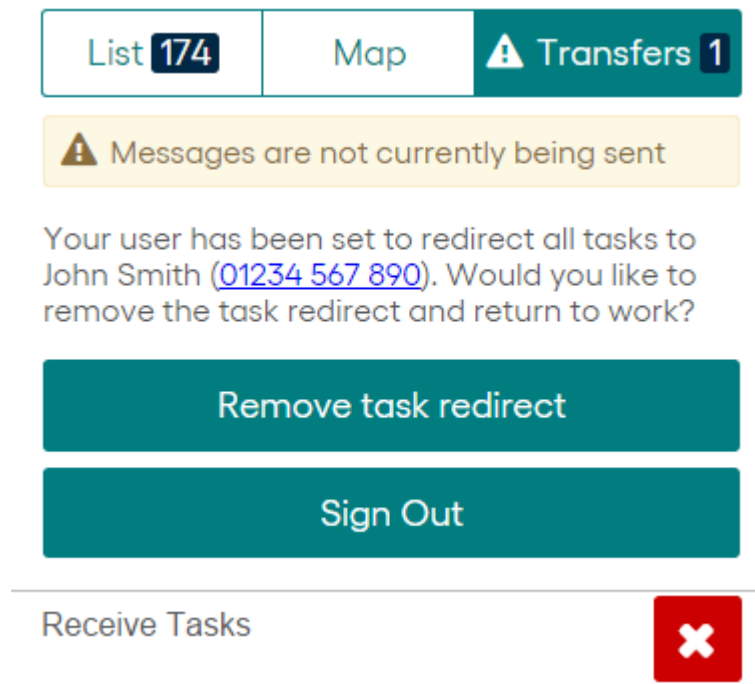 List 174 Map Transfers 1
Messages are not currently being sent
Your user has been set to redirect all tasks to
John Smith (01234 567 890). Would you like to
remove the task redirect and return to work?
Remove task redirect
Sign Out
Receive Tasks